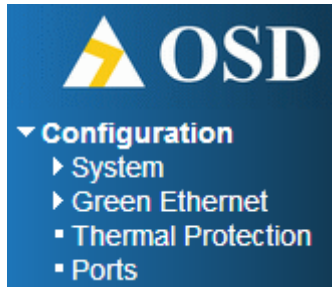 OSD
Configuration
System
Green Ethernet
Thermal Protection
Ports